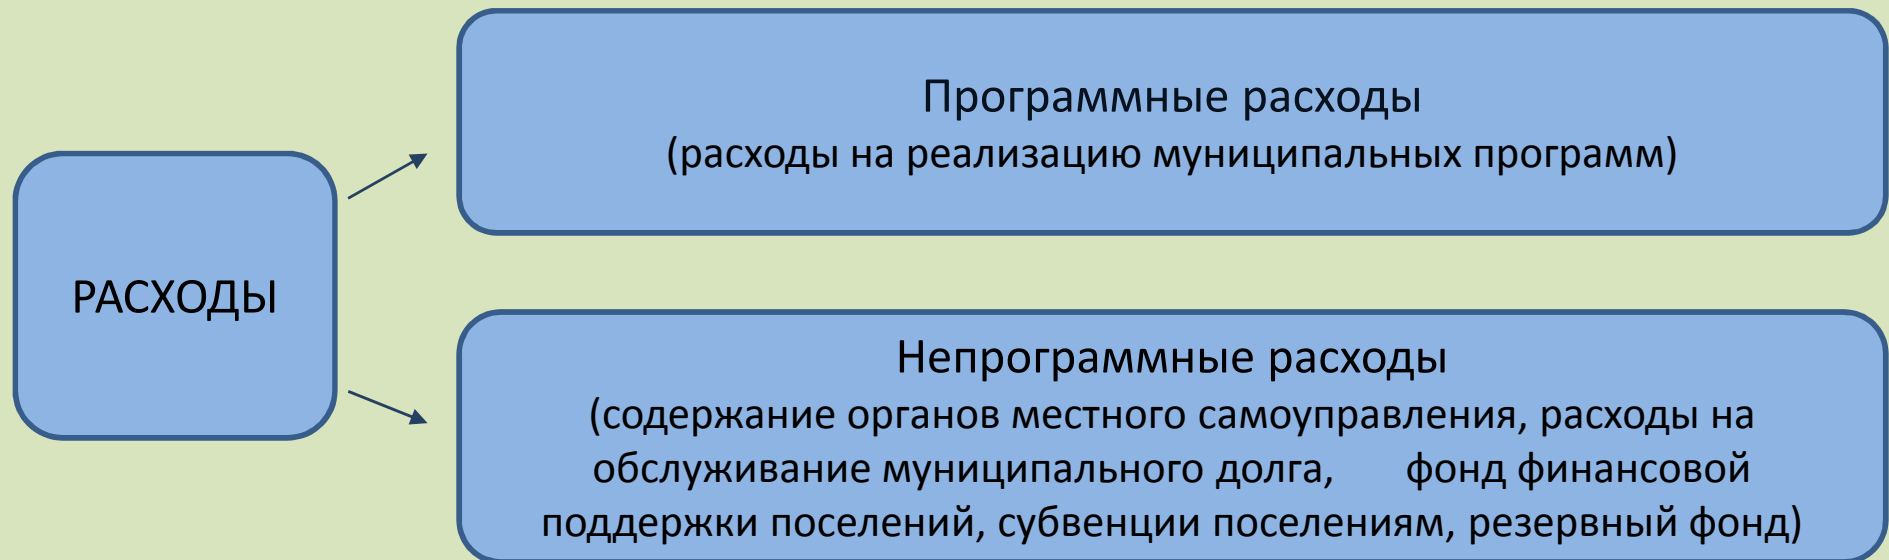 РАСХОДЫ
Программные расходы
(расходы на реализацию муниципальных программ)
Непрограммные расходы
(содержание органов местного самоуправления, расходы на
обслуживание муниципального долга, фонд финансовой
поддержки поселений, субвенции поселениям, резервный фонд)